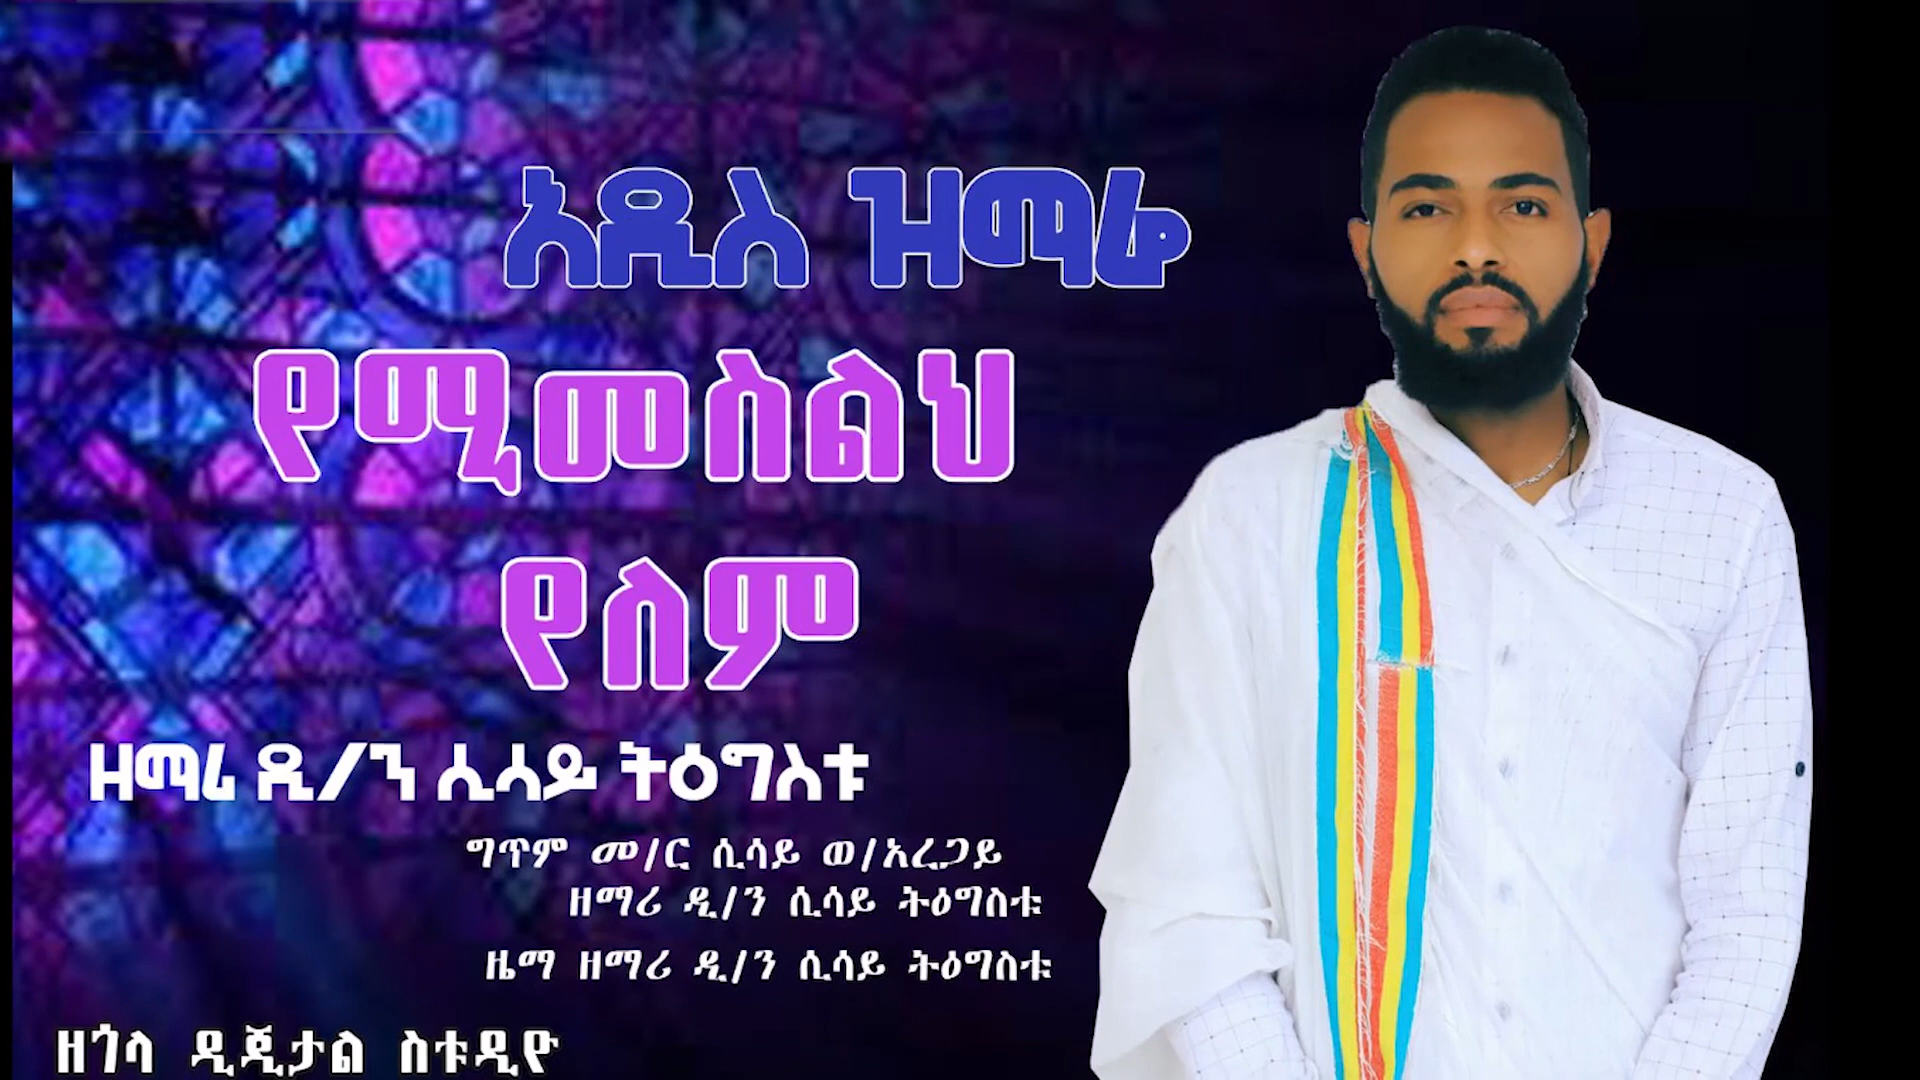 አዲስ ዝማሬ
የሚመስልህ
የለም
ዘማሪ ዲ/ን ሲሳይ ትዕግስቱ
ግጥም መ/ር ሲሳይ ወ/አረጋይ
ዘማሪ ዲ/ን ሲሳይ ትዕግስቱ
ዜማ ዘማሪ ዲ/ን ሲሳይ ትዕግስቱ
ዘጎላ ዲጂታል ስቱዲዮ